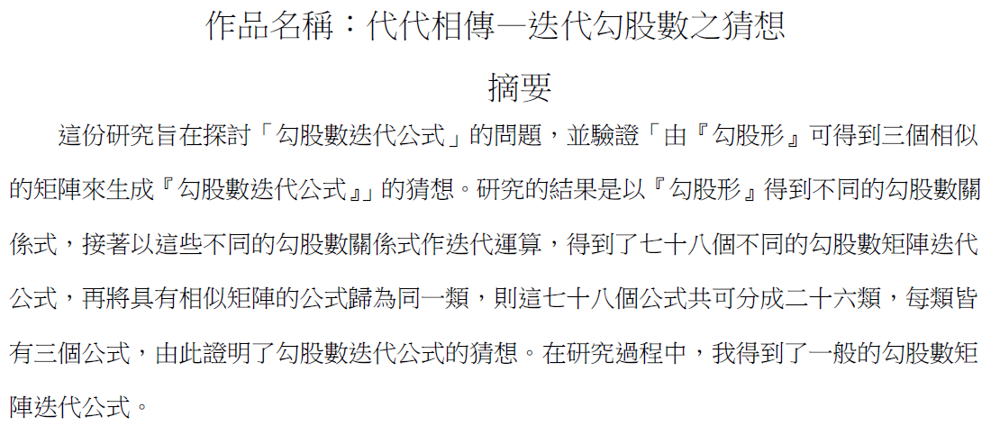 作品名稱：代代相傳—迭代勾股數之猜想
摘要
這份研究旨在探討「勾股數迭代公式」的問題，並驗證「由『勾股形』可得到三個相似
的矩陣來生成『勾股數迭代公式』」的猜想。研究的結果是以『勾股形』得到不同的勾股數關
係式，接著以這些不同的勾股數關係式作迭代運算，得到了七十八個不同的勾股數矩陣迭代
公式，再將具有相似矩陣的公式歸為同一類，則這七十八個公式共可分成二十六類，每類皆
有三個公式，由此證明了勾股數迭代公式的猜想。在研究過程中，我得到了一般的勾股數矩
陣迭代公式。